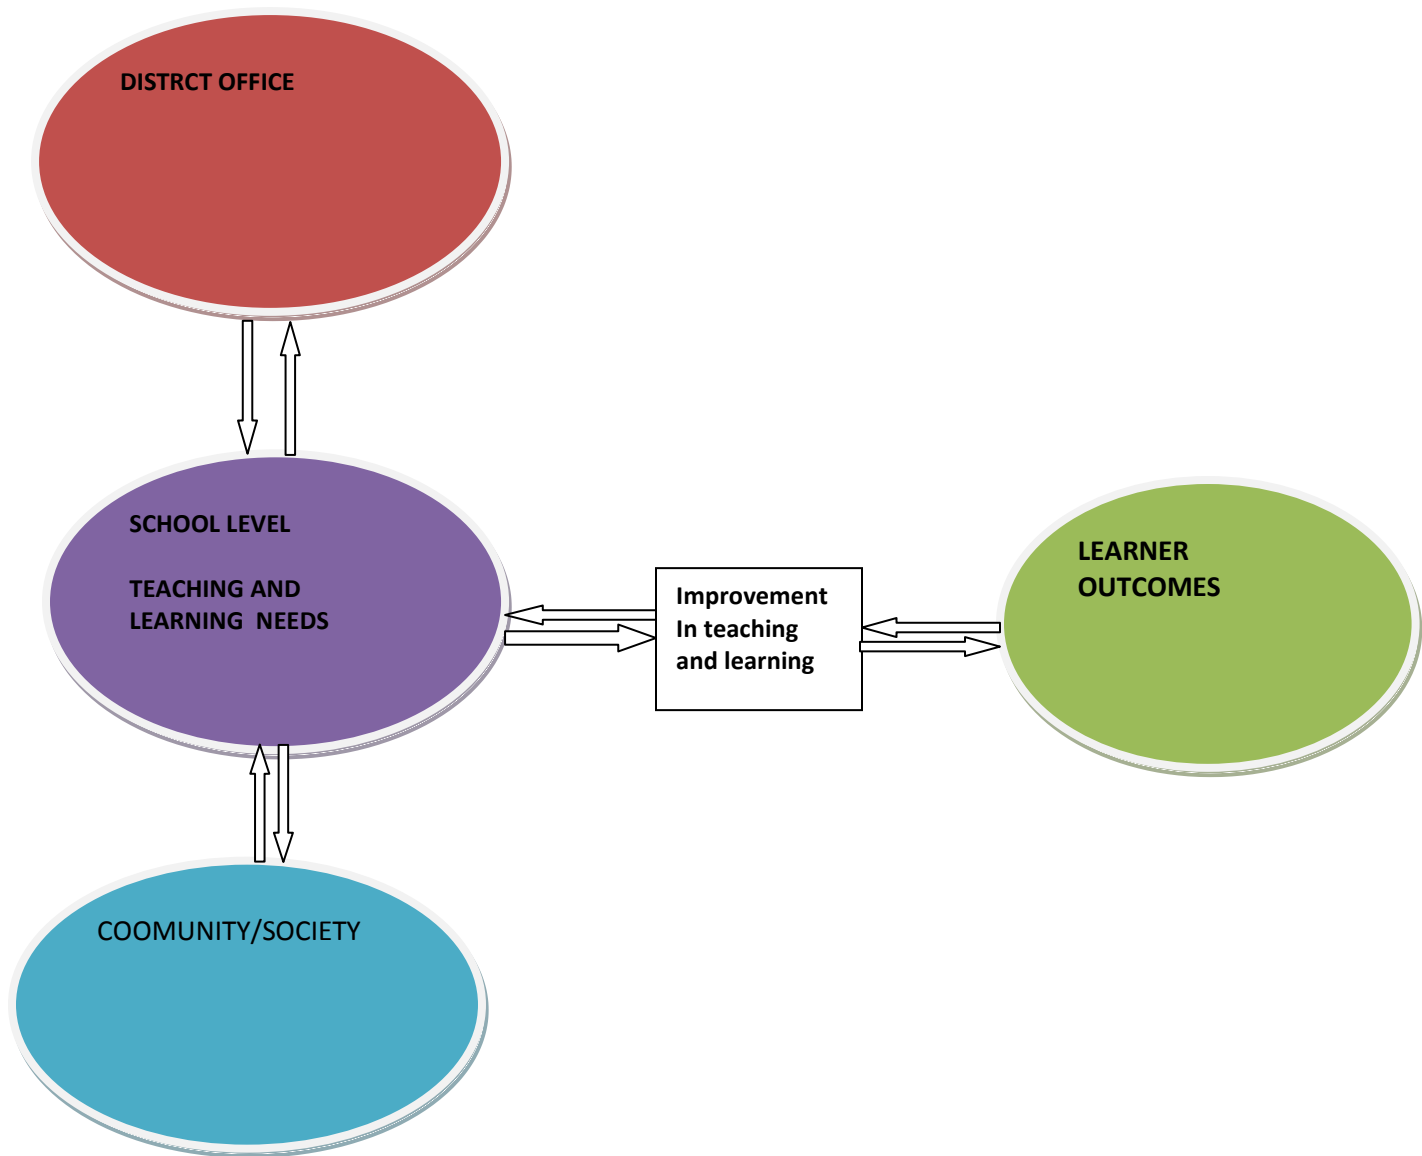 DISTRCT OFFICE
SCHOOL LEVEL
TEACHING AND
LEARNING  NEEDS
Improvement
In teaching
and learning
LEARNER
OUTCOMES
COOMUNITY/SOCIETY